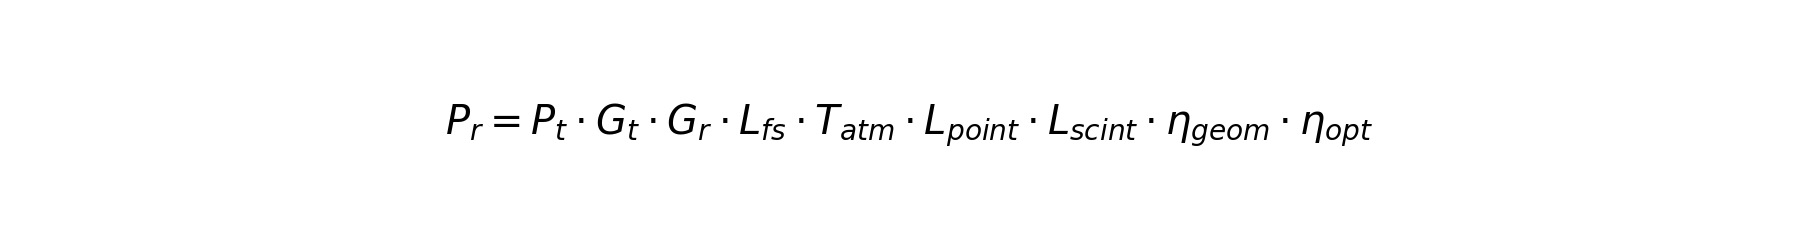 P_r = P_t · G_t · G_r · L_fs · T_atm · L_point · L_scint · η_geom · η_opt